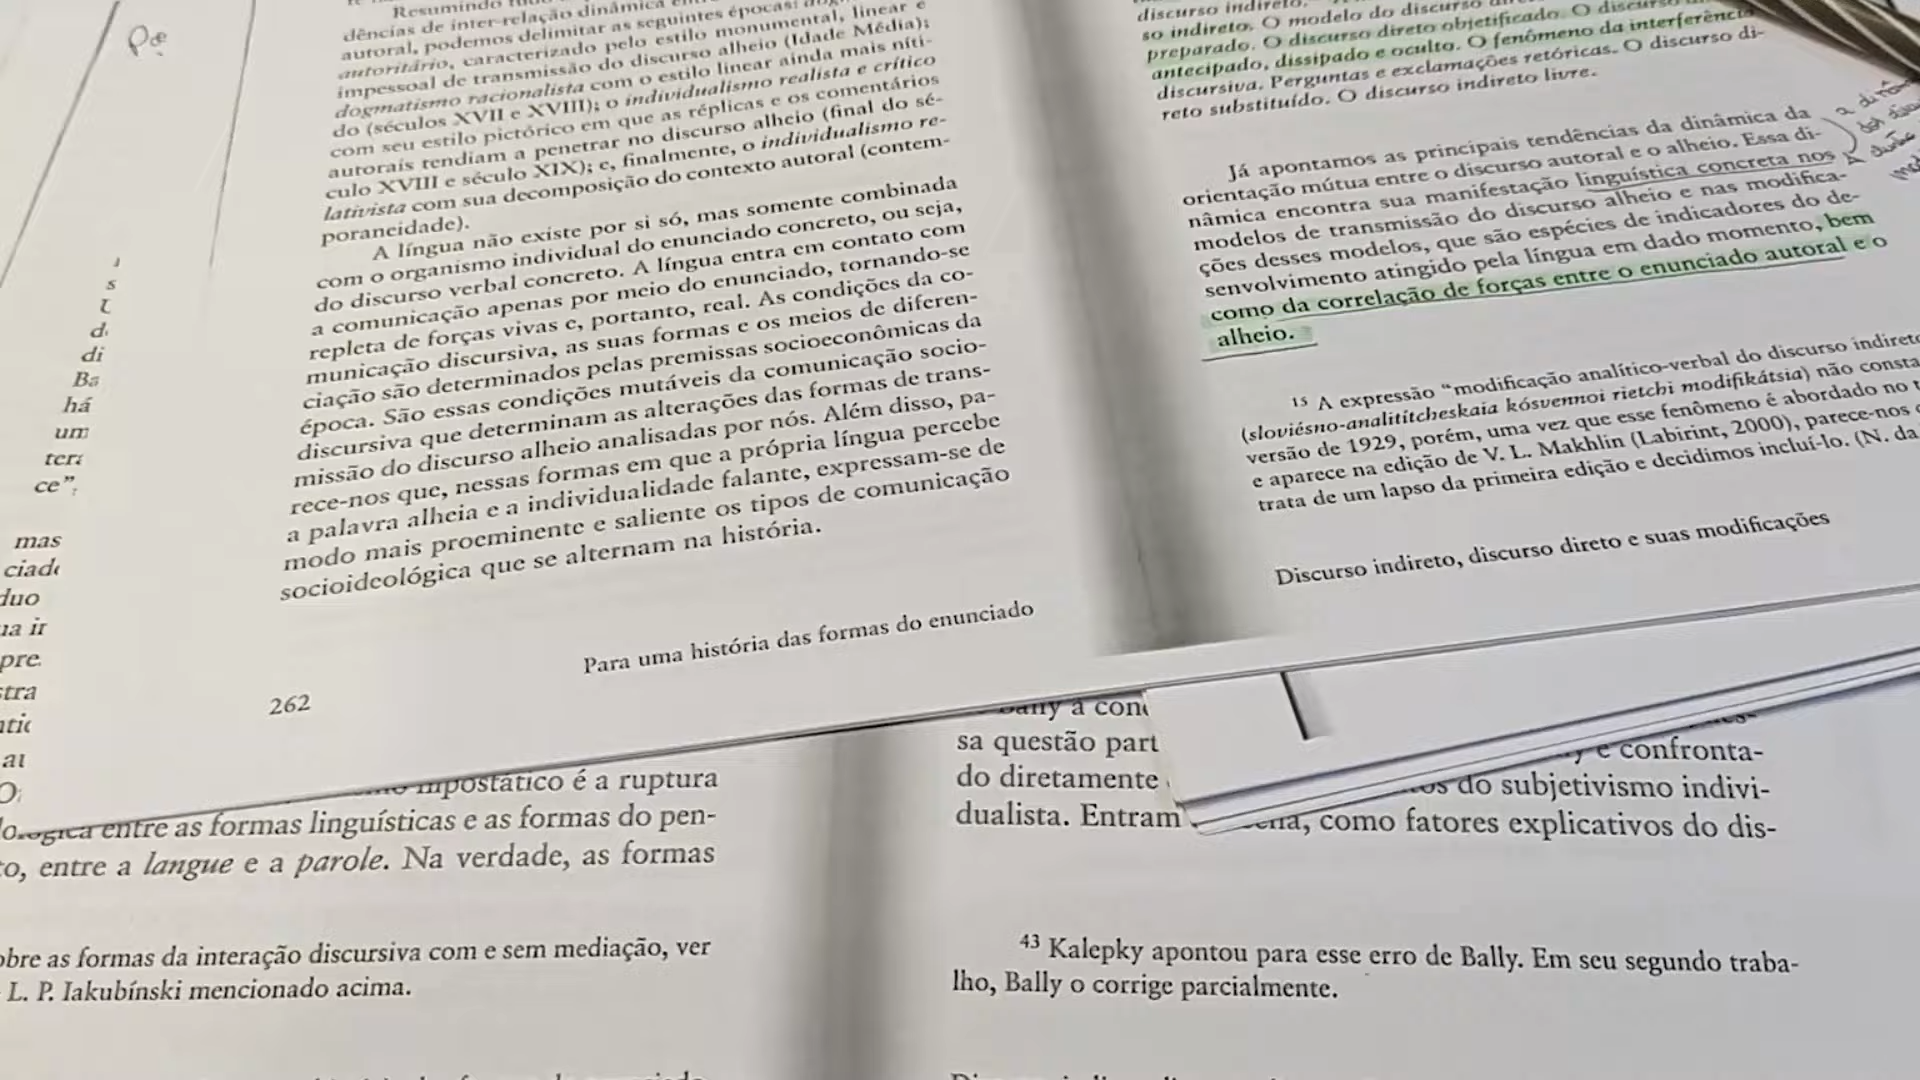 Resumindo tudo
dências de inter-relação dinâmica
autoral, podemos delimitar as seguintes épocas:
autoritário, caracterizado pelo estilo monumental, linear e
impessoal de transmissão do discurso alheio (Idade Média);
dogmatismo racionalista com o estilo linear ainda mais níti-
do (séculos XVII e XVIII); o individualismo realista e crítico
com seu estilo pictórico em que as réplicas e os comentários
autorais tendiam a penetrar no discurso alheio (final do sé-
culo XVIII e século XIX); e, finalmente, o individualismo re-
lativista com sua decomposição do contexto autoral (contem-
poraneidade).
A língua não existe por si só, mas somente combinada
com o organismo individual do enunciado concreto, ou seja,
do discurso verbal concreto. A língua entra em contato com
a comunicação apenas por meio do enunciado, tornando-se
repleta de forças vivas e, portanto, real. As condições da co-
municação discursiva, as suas formas e os meios de diferen-
ciação são determinados pelas premissas socioeconômicas da
época. São essas condições mutáveis da comunicação socio-
discursiva que determinam as alterações das formas de trans-
missão do discurso alheio analisadas por nós. Além disso, pa-
rece-nos que, nessas formas em que a própria língua percebe
a palavra alheia e a individualidade falante, expressam-se de
modo mais proeminente e saliente os tipos de comunicação
socioideológica que se alternam na história.
262
Para uma história das formas do enunciado
discurso indireto. O modelo do discurso
so indireto. O modelo do discurso
preparado. O discurso direto objetificado. O discurso
antecipado, dissipado e oculto. O fenômeno da interferência
discursiva. Perguntas e exclamações retóricas. O discurso di-
reto substituído. O discurso indireto livre.
Já apontamos as principais tendências da dinâmica da
orientação mútua entre o discurso autoral e o alheio. Essa di-
nâmica encontra sua manifestação linguística concreta nos
modelos de transmissão do discurso alheio e nas modifica-
ções desses modelos, que são espécies de indicadores do de-
senvolvimento atingido pela língua em dado momento, bem
como da correlação de forças entre o enunciado autoral e o
alheio.
15 A expressão “modificação analítico-verbal do discurso indireto
(sloviésno-analitítcheskaia kósvennoi rietchi modifikátsia) não consta
versão de 1929, porém, uma vez que esse fenômeno é abordado no
e aparece na edição de V. L. Makhlin (Labirint, 2000), parece-nos
trata de um lapso da primeira edição e decidimos incluí-lo. (N. da
Discurso indireto, discurso direto e suas modificações
s
d
di
há
um
ce”
mas
duo
é a ruptura
entre as formas linguísticas e as formas do pen-
entre a langue e a parole. Na verdade, as formas
as formas da interação discursiva com e sem mediação, ver
L. P. Iakubínski mencionado acima.
Bally a
sa questão part
do diretamente
dualista. Entram
e confronta-
do subjetivismo indivi-
como fatores explicativos do dis-
43 Kalepky apontou para esse erro de Bally. Em seu segundo traba-
lho, Bally o corrige parcialmente.